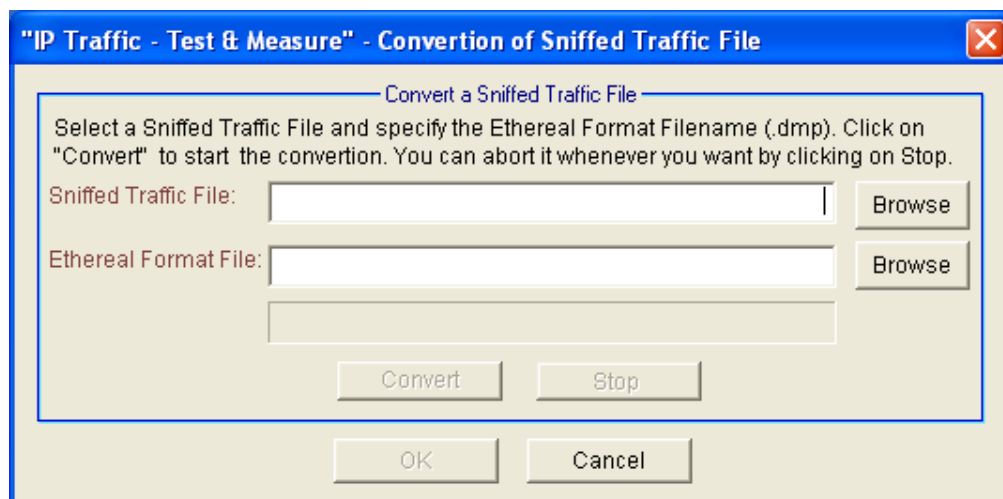 "IP Traffic - Test & Measure" - Convertion of Sniffed Traffic File
Convert a Sniffed Traffic File
Select a Sniffed Traffic File and specify the Ethereal Format Filename (.dmp). Click on
"Convert" to start the convertion. You can abort it whenever you want by clicking on Stop.
Sniffed Traffic File:
Browse
Ethereal Format File:
Browse
Convert
Stop
OK
Cancel